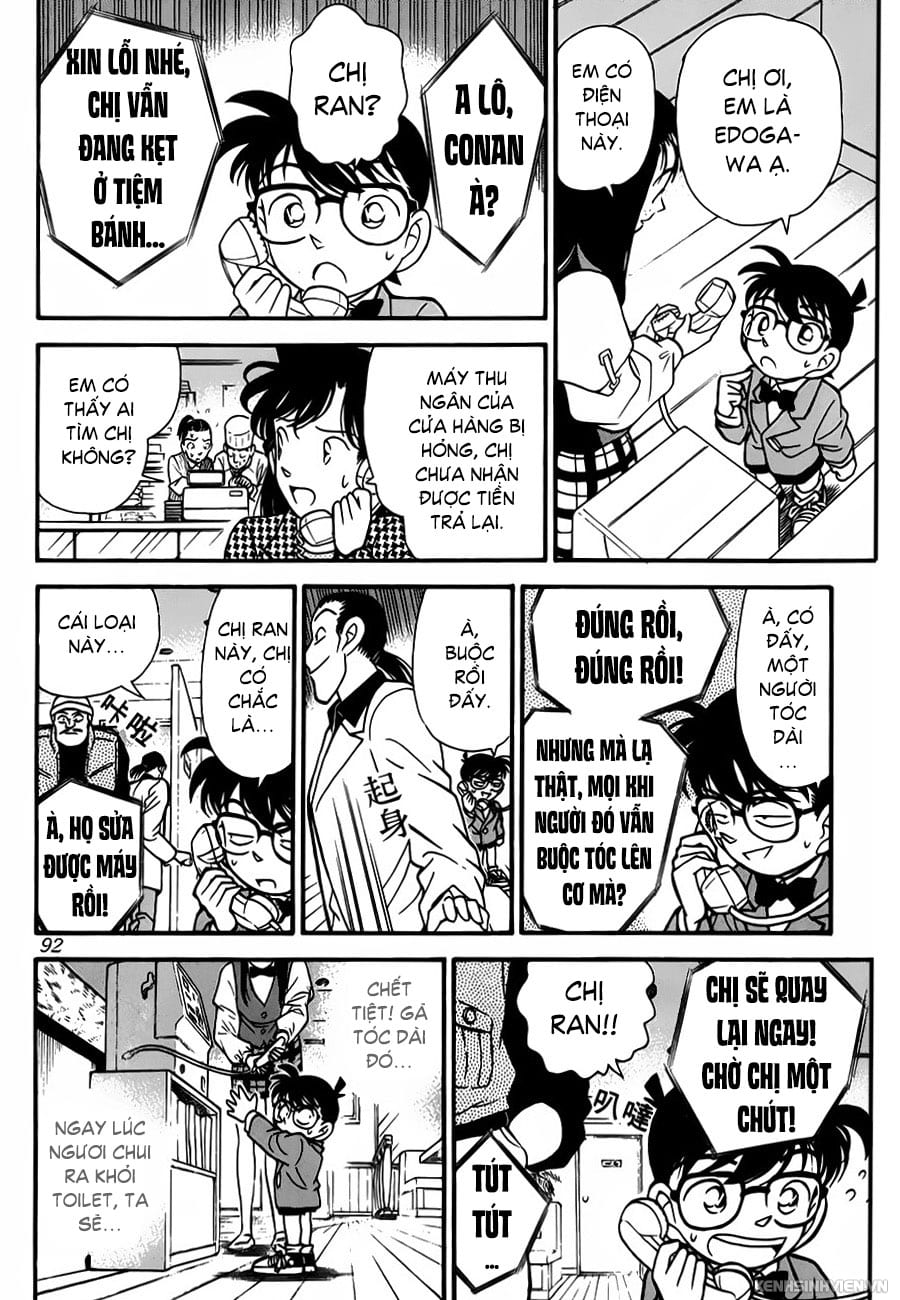 CHỊ ƠI,
EM LÀ
EDOGA-
WA Ạ.
EM CÓ
ĐIỆN
THOẠI
NÀY.
A LÔ,
CONAN
À?
CHỊ
RAN?
XIN LỖI NHÉ,
CHỊ VẪN
ĐANG KẸT
Ở TIỆM
BÁNH...
MÁY THU
NGÂN CỦA
CỬA HÀNG BỊ
HỎNG, CHỊ
CHƯA NHẬN
ĐƯỢC TIỀN
TRẢ LẠI.
EM CÓ
THẤY AI
TÌM CHỊ
KHÔNG?
À, CÓ
ĐẤY, MỘT
NGƯỜI
TÓC
DÀI ...
ĐÚNG RỒI,
ĐÚNG RỒI!
NHƯNG MÀ LẠ
THẬT, MỌI KHI
NGƯỜI ĐÓ VẪN
BUỘC TÓC LÊN
CƠ MÀ?
À,
BUỘC
RỒI
ĐẤY.
起身
CHỊ RAN
NÀY, CHỊ
CÓ
CHẮC
LÀ...
CÁI LOẠI
NÀY...
咔啦
À, HỌ SỬA
ĐƯỢC MÁY
RỒI!
92
CHỊ SẼ QUAY
LẠI NGAY!
CHỜ CHỊ MỘT
CHÚT!
CHỊ
RAN!!
叭噠
TÚT
TÚT
...
CHẾT
TIỆT! GÃ
TÓC DÀI
ĐÓ...
NGAY LÚC
NGƯƠI CHUI
RA KHỎI
TOILET, TA
SẼ...
KENHSINHVIEN.VN